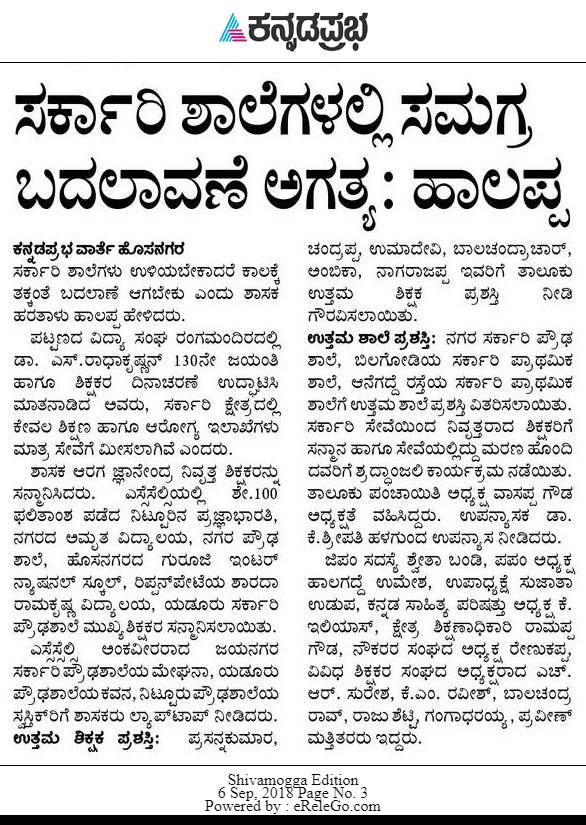 ಕನ್ನಡಪ್ರಭ
ಸರ್ಕಾರಿ ಶಾಲೆಗಳಲ್ಲಿ ಸಮಗ್ರ
ಬದಲಾವಣೆ ಅಗತ್ಯ: ಹಾಲಪ್ಪ
ಕನ್ನಡಪ್ರಭ ವಾರ್ತೆ ಹೊಸನಗರ
ಸರ್ಕಾರಿ ಶಾಲೆಗಳು ಉಳಿಯಬೇಕಾದರೆ ಕಾಲಕ್ಕೆ
ತಕ್ಕಂತೆ ಬದಲಾಣೆ ಆಗಬೇಕು ಎಂದು ಶಾಸಕ
ಹರತಾಳು ಹಾಲಪ್ಪ ಹೇಳಿದರು.
ಪಟ್ಟಣದ ವಿದ್ಯಾ ಸಂಘ ರಂಗಮಂದಿರದಲ್ಲಿ
ಡಾ. ಎಸ್.ರಾಧಾಕೃಷ್ಣನ್ 130ನೇ ಜಯಂತಿ
ಹಾಗೂ ಶಿಕ್ಷಕರ ದಿನಾಚರಣೆ ಉದ್ಘಾಟಿಸಿ
ಮಾತನಾಡಿದ ಅವರು, ಸರ್ಕಾರಿ ಕ್ಷೇತ್ರದಲ್ಲಿ
ಕೇವಲ ಶಿಕ್ಷಣ ಹಾಗೂ ಆರೋಗ್ಯ ಇಲಾಖೆಗಳು
ಮಾತ್ರ ಸೇವೆಗೆ ಮೀಸಲಾಗಿವೆ ಎಂದರು.
ಶಾಸಕ ಆರಗ ಜ್ಞಾನೇಂದ್ರ ನಿವೃತ್ತ ಶಿಕ್ಷಕರನ್ನು
ಸನ್ಮಾನಿಸಿದರು. ಎಸ್ಸೆಸೆಲ್ಸಿಯಲ್ಲಿ ಶೇ.100
ಫಲಿತಾಂಶ ಪಡೆದ ನಿಟ್ಟೂರಿನ ಪ್ರಜ್ಞಾಭಾರತಿ,
ನಗರದ ಅಮೃತ ವಿದ್ಯಾಲಯ, ನಗರ ಪ್ರೌಢ
ಶಾಲೆ, ಹೊಸನಗರದ ಗುರೂಜಿ ಇಂಟರ್
ನ್ಯಾಷನಲ್ ಸ್ಕೂಲ್, ರಿಪ್ಪನ್‌ಪೇಟೆಯ ಶಾರದಾ
ರಾಮಕೃಷ್ಣ ವಿದ್ಯಾಲಯ, ಯಡೂರು ಸರ್ಕಾರಿ
ಪ್ರೌಢಶಾಲೆ ಮುಖ್ಯಶಿಕ್ಷಕರ ಸನ್ಮಾನಿಸಲಾಯಿತು.
ಎಸ್ಸೆಸ್ಸೆಲ್ಸಿ ಅಂಕವೀರರಾದ ಜಯನಗರ
ಸರ್ಕಾರಿ ಪ್ರೌಢಶಾಲೆಯ ಮೇಘನಾ, ಯಡೂರು
ಪ್ರೌಢಶಾಲೆಯ ಕವನ, ನಿಟ್ಟೂರು ಪ್ರೌಢಶಾಲೆಯ
ಸ್ವಸ್ತಿಕ್‌ರಿಗೆ ಶಾಸಕರು ಲ್ಯಾಪ್‌ಟಾಪ್ ನೀಡಿದರು.
ಉತ್ತಮ ಶಿಕ್ಷಕ ಪ್ರಶಸ್ತಿ: ಪ್ರಸನ್ನಕುಮಾರ,
ಚಂದ್ರಪ್ಪ, ಉಮಾದೇವಿ, ಬಾಲಚಂದ್ರಾಚಾರ್,
ಅಂಬಿಕಾ, ನಾಗರಾಜಪ್ಪ ಇವರಿಗೆ ತಾಲೂಕು
ಉತ್ತಮ ಶಿಕ್ಷಕ ಪ್ರಶಸ್ತಿ ನೀಡಿ
ಗೌರವಿಸಲಾಯಿತು.
ಉತ್ತಮ ಶಾಲೆ ಪ್ರಶಸ್ತಿ: ನಗರ ಸರ್ಕಾರಿ ಪ್ರೌಢ
ಶಾಲೆ, ಬಿಲಗೋಡಿಯ ಸರ್ಕಾರಿ ಪ್ರಾಥಮಿಕ
ಶಾಲೆ, ಆನೆಗದ್ದೆ ರಸ್ತೆಯ ಸರ್ಕಾರಿ ಪ್ರಾಥಮಿಕ
ಶಾಲೆಗೆ ಉತ್ತಮ ಶಾಲೆ ಪ್ರಶಸ್ತಿ ವಿತರಿಸಲಾಯಿತು.
ಸರ್ಕಾರಿ ಸೇವೆಯಿಂದ ನಿವೃತ್ತರಾದ ಶಿಕ್ಷಕರಿಗೆ
ಸನ್ಮಾನ ಹಾಗೂ ಸೇವೆಯಲ್ಲಿದ್ದು ಮರಣ ಹೊಂದಿ
ದವರಿಗೆ ಶ್ರದ್ಧಾಂಜಲಿ ಕಾರ್ಯಕ್ರಮ ನಡೆಯಿತು.
ತಾಲೂಕು ಪಂಚಾಯಿತಿ ಅಧ್ಯಕ್ಷ ವಾಸಪ್ಪ ಗೌಡ
ಅಧ್ಯಕ್ಷತೆ ವಹಿಸಿದ್ದರು. ಉಪನ್ಯಾಸಕ ಡಾ.
ಕೆ.ಶ್ರೀಪತಿ ಹಳಗುಂದ ಉಪನ್ಯಾಸ ನೀಡಿದರು.
ಜಿಪಂ ಸದಸ್ಯೆ ಶ್ವೇತಾ ಬಂಡಿ, ಪಪಂ ಅಧ್ಯಕ್ಷ
ಹಾಲಗದ್ದೆ ಉಮೇಶ, ಉಪಾಧ್ಯಕ್ಷೆ ಸುಜಾತಾ
ಉಡುಪ, ಕನ್ನಡ ಸಾಹಿತ್ಯ ಪರಿಷತ್ತು ಅಧ್ಯಕ್ಷ ಕೆ.
ಇಲಿಯಾಸ್, ಕ್ಷೇತ್ರ ಶಿಕ್ಷಣಾಧಿಕಾರಿ ರಾಮಪ್ಪ
ಗೌಡ, ನೌಕರರ ಸಂಘದ ಅಧ್ಯಕ್ಷ ರೇಣುಕಪ್ಪ,
ವಿವಿಧ ಶಿಕ್ಷಕರ ಸಂಘದ ಅಧ್ಯಕ್ಷರಾದ ಎಚ್.
ಆರ್. ಸುರೇಶ, ಕೆ.ಎಂ. ರವೀಶ್, ಬಾಲಚಂದ್ರ
ರಾವ್, ರಾಜು ಶೆಟ್ಟಿ, ಗಂಗಾಧರಯ್ಯ, ಪ್ರವೀಣ್
ಮತ್ತಿತರರು ಇದ್ದರು.
Shivamogga Edition
6 Sep, 2018 Page No. 3
Powered by : eReleGo.com